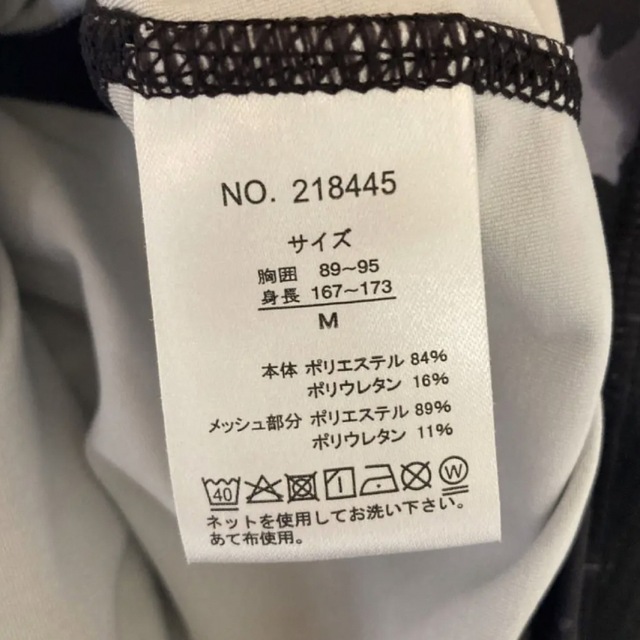 NO. 218445
サイズ
胸囲 89~95
身長 167~173
M
本体 ポリエステル 84%
ポリウレタン 16%
メッシュ部分 ポリエステル 89%
ポリウレタン 11%
40 W
ネットを使用してお洗い下さい。
あて布使用。